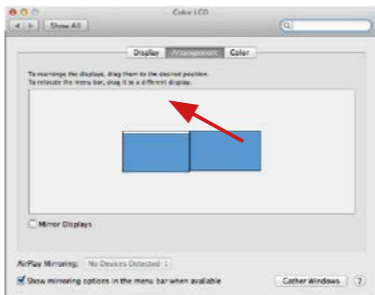 Color LCD
Show All
Display Arrangement Color
To rearrange the displays, drag them to the desired position.
To relocate the menu bar, drag it to a different display.
Mirror Displays
AirPlay Mirroring: No Devices Detected
Show mirroring options in the menu bar when available
Gather Windows ?